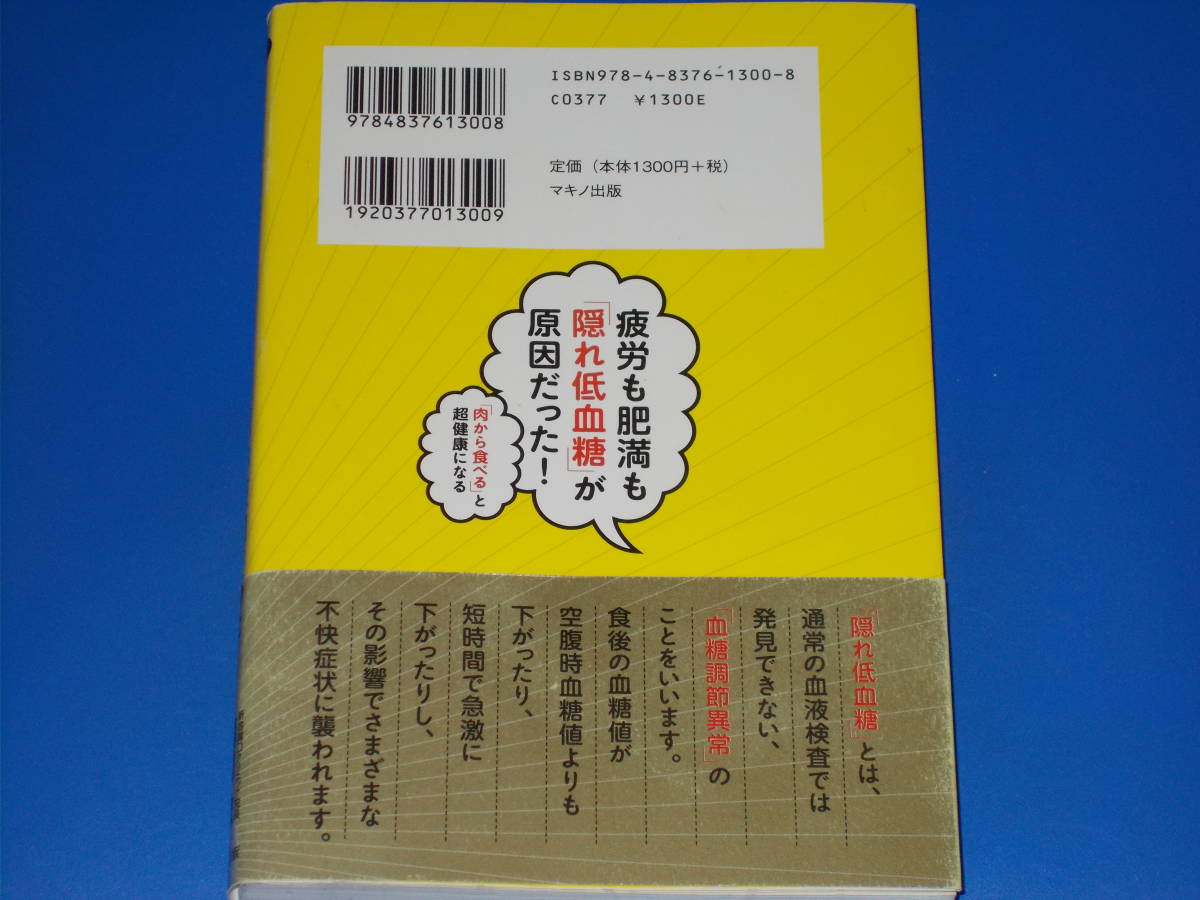 ISBN978-4-8376-1300-8
C0377 ¥1300E
9784837613008
定価（本体1300円＋税）
マキノ出版
1920377013009
疲労も肥満も
「隠れ低血糖」が
原因だった！
「肉から食べる」と
超健康になる
「隠れ低血糖」とは、
通常の血液検査では
発見できない、
「血糖調節異常」の
ことをいいます。
食後の血糖値が
空腹時血糖値よりも
下がったり、
短時間で急激に
下がったりし、
その影響でさまざまな
不快症状に襲われます。